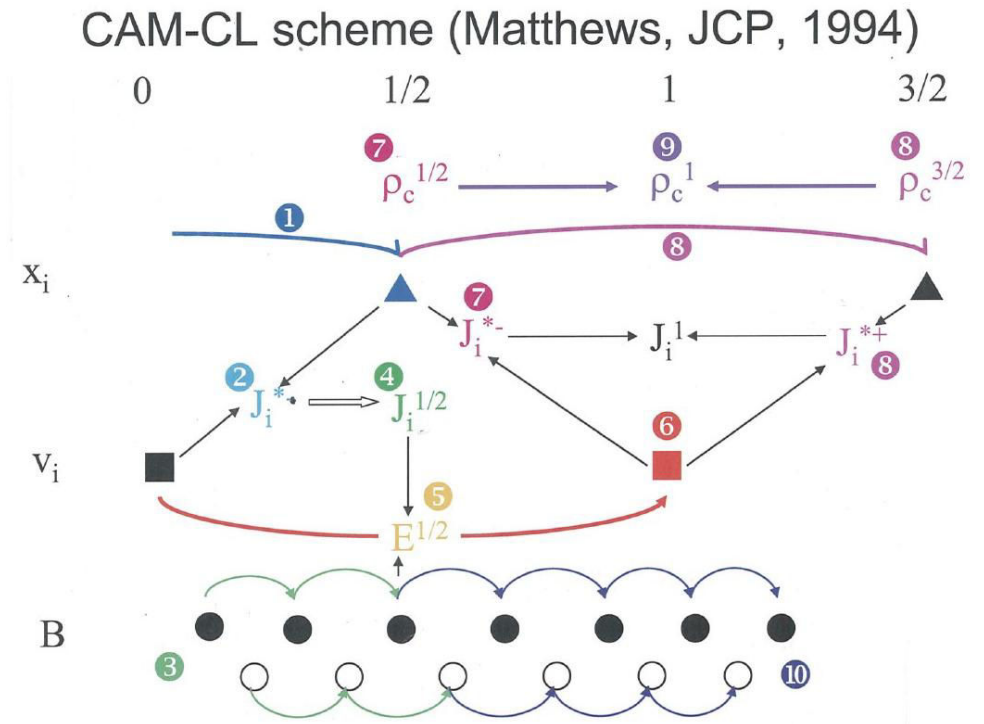 CAM-CL scheme (Matthews, JCP, 1994)
0 1/2 1 3/2
7 9 8
ρc1/2 ρc1 ρc3/2
1 8
xi
7
Ji*- Ji1 Ji*+
8
2 4
Ji*- Ji1/2
6
vi
5
E1/2
B
3 10